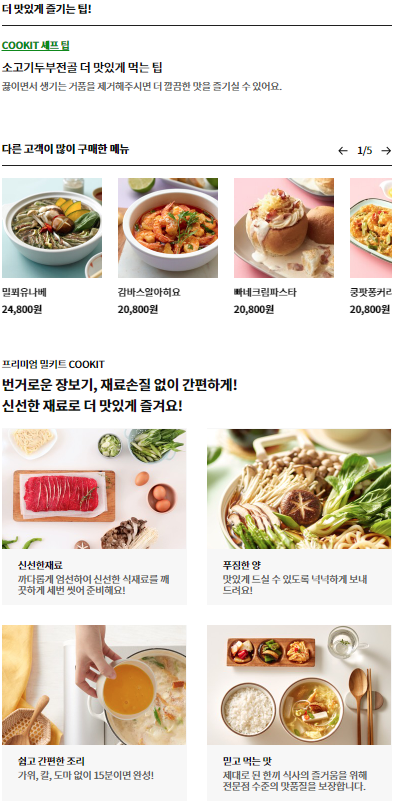 더 맛있게 즐기는 팁!
COOKIT 셰프 팁
소고기두부전골 더 맛있게 먹는 팁
끓이면서 생기는 거품을 제거해주시면 더 깔끔한 맛을 즐기실 수 있어요.
다른 고객이 많이 구매한 메뉴
← 1/5 →
밀푀유나베
감바스알아히요
빠네크림파스타
쿵팟퐁커리
24,800원
20,800원
20,800원
20,800원
프리미엄 밀키트 COOKIT
번거로운 장보기, 재료손질 없이 간편하게!
신선한 재료로 더 맛있게 즐겨요!
신선한재료
까다롭게 엄선하여 신선한 식재료를 깨
끗하게 세번 씻어 준비해요!
푸짐한 양
맛있게 드실 수 있도록 넉넉하게 보내
드려요!
쉽고 간편한 조리
가위, 칼, 도마 없이 15분이면 완성!
믿고 먹는 맛
제대로 된 한끼 식사의 즐거움을 위해
전문점 수준의 맛품질을 보장합니다.